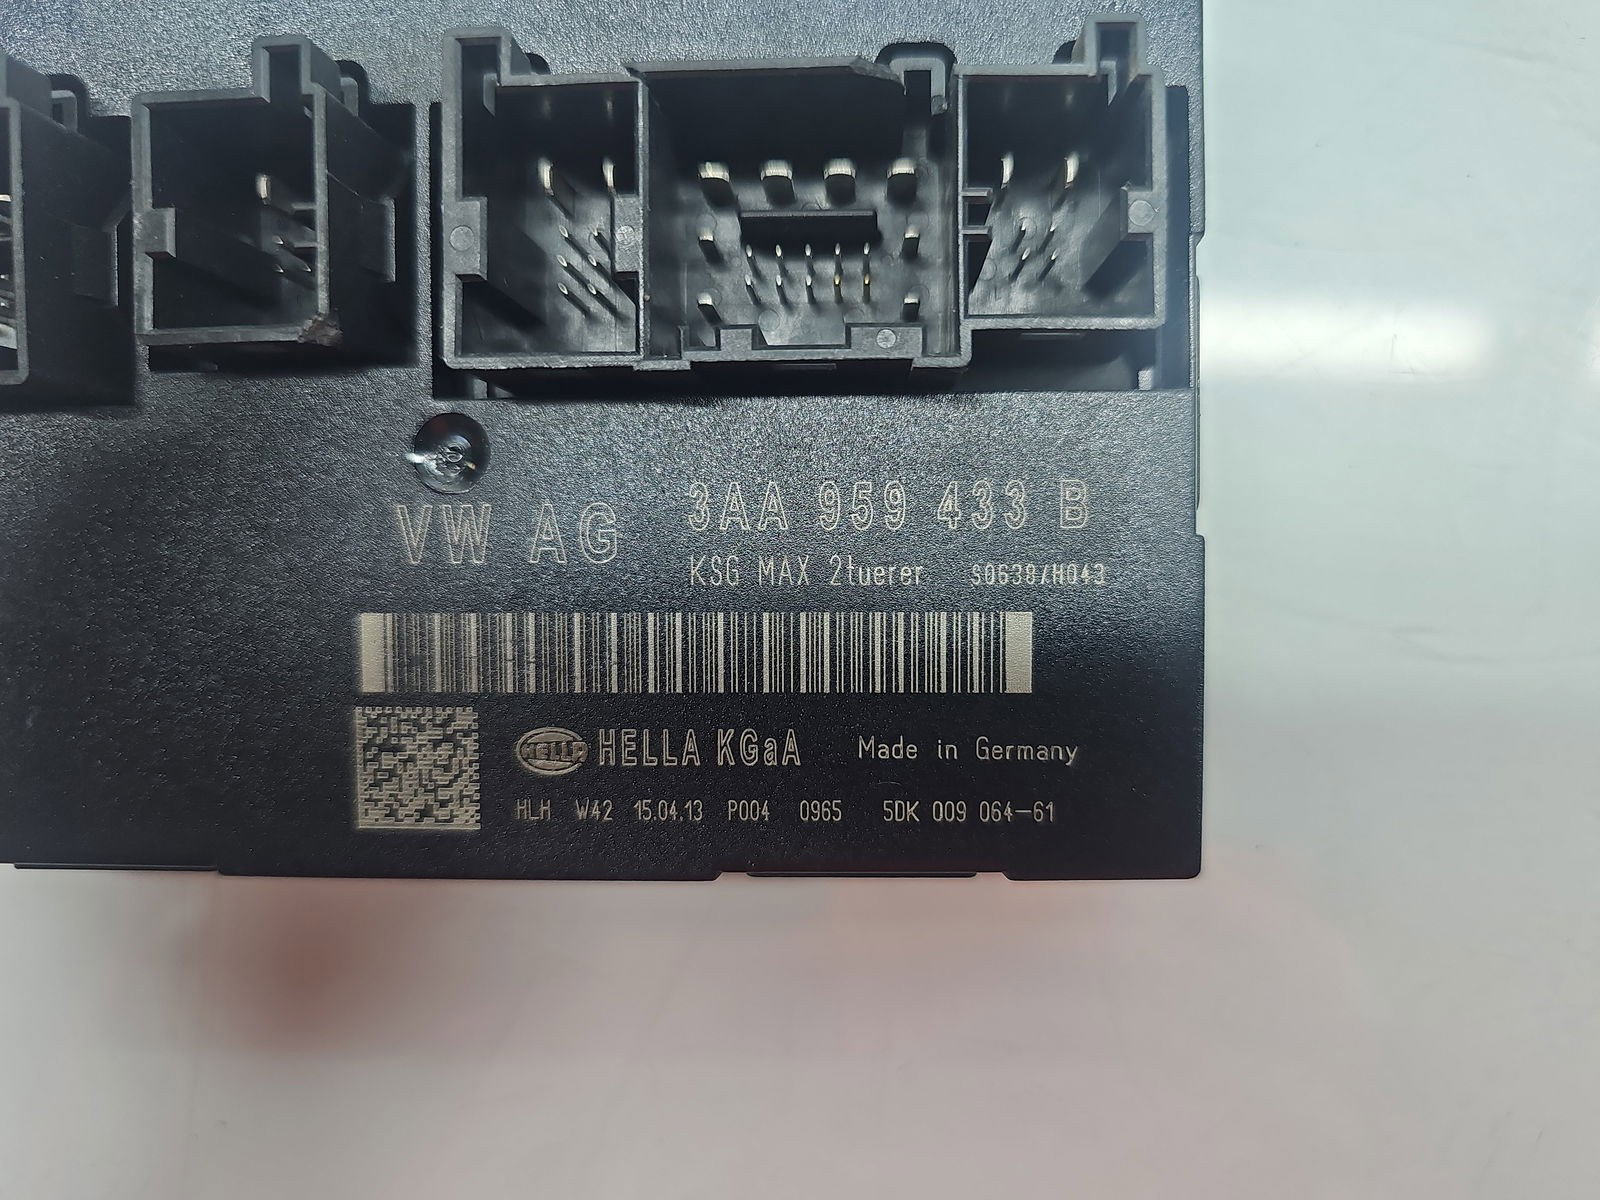 VW AG 3AA 959 433 B
KSG MAX 2tuerer S0638/H043
HELLA HELLA KGaA Made in Germany
HLH W42 15.04.13 P004 0965 5DK 009 064-61